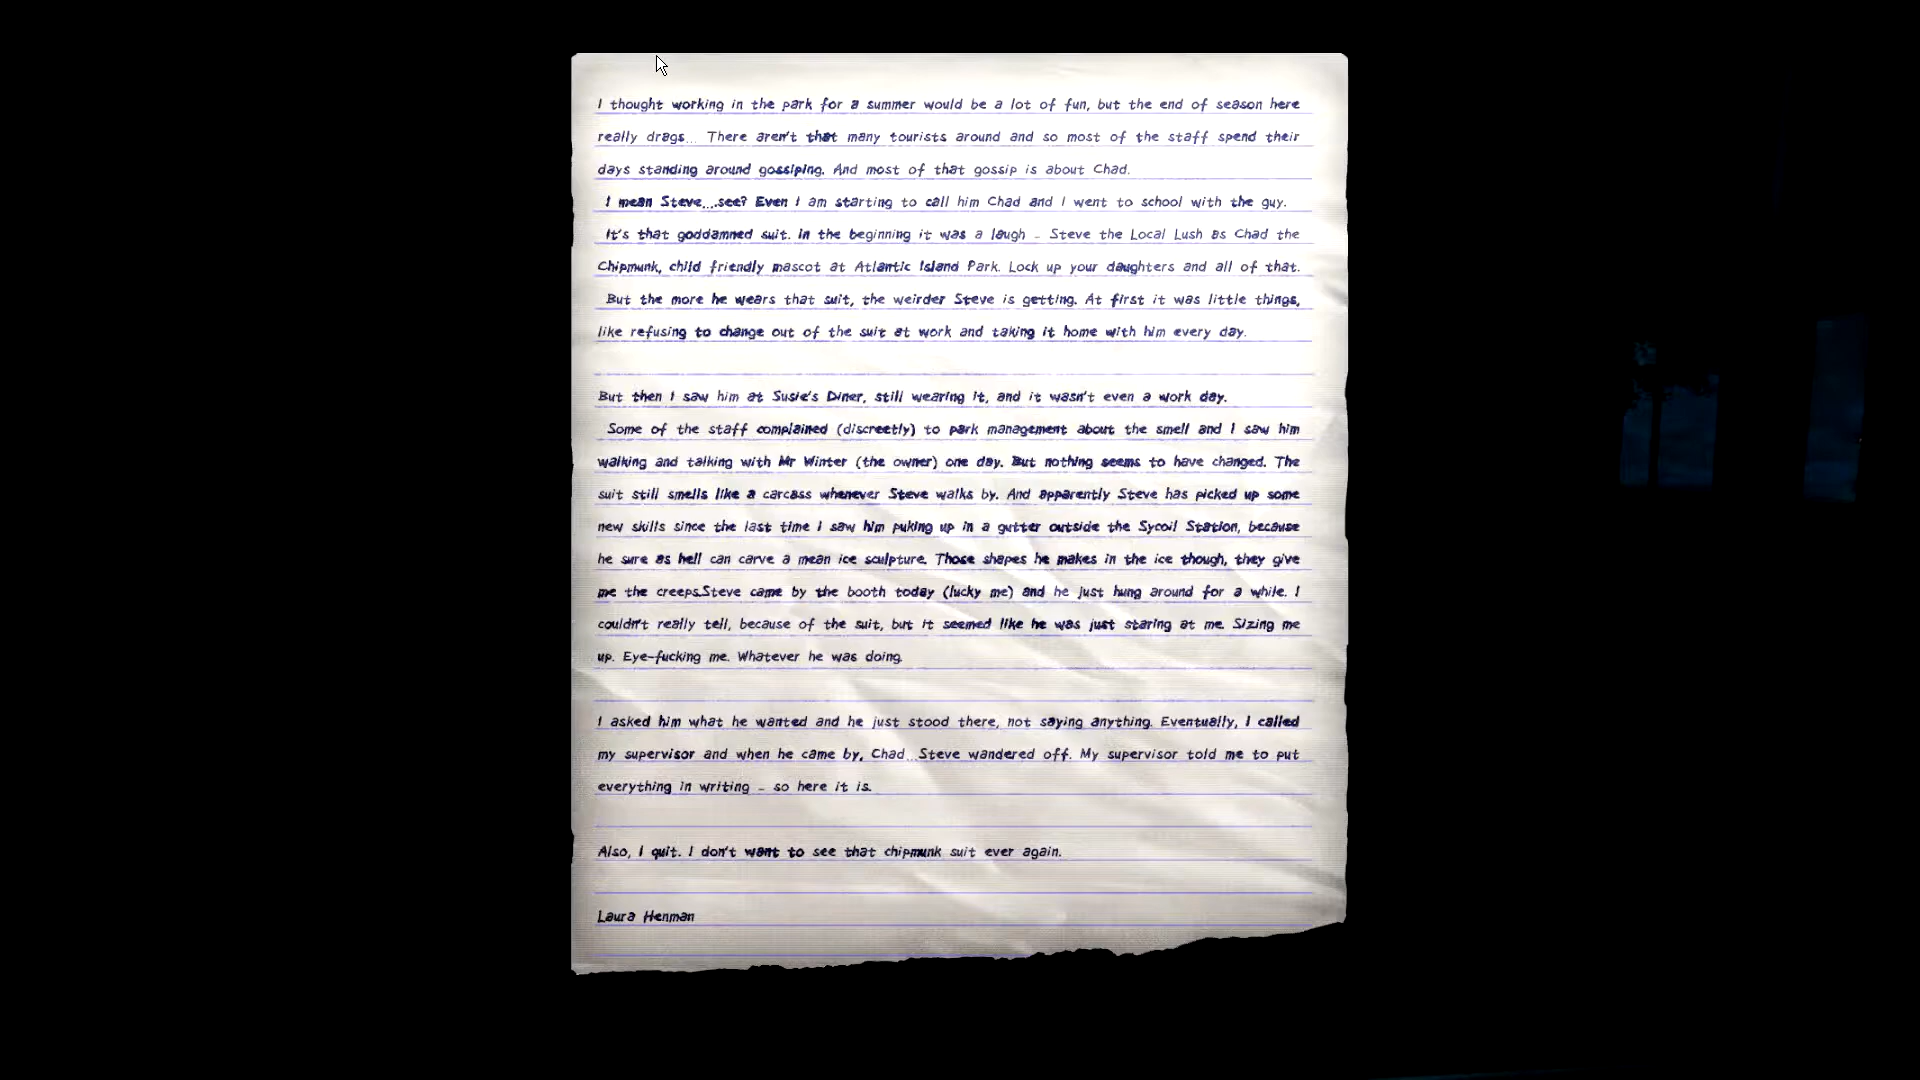 I thought working in the park for a summer would be a lot of fun, but the end of season here
really drags... There aren't that many tourists around and so most of the staff spend their
days standing around gossiping. And most of that gossip is about Chad.
I mean Steve...see? Even I am starting to call him Chad and I went to school with the guy.
It's that goddamned suit. In the beginning it was a laugh - Steve the Local Lush as Chad the
Chipmunk, child friendly mascot at Atlantic Island Park. Lock up your daughters and all of that.
But the more he wears that suit, the weirder Steve is getting. At first it was little things,
like refusing to change out of the suit at work and taking it home with him every day.
But then I saw him at Susie's Diner, still wearing it, and it wasn't even a work day.
Some of the staff complained (discreetly) to park management about the smell and I saw him
walking and talking with Mr Winter (the owner) one day. But nothing seems to have changed. The
suit still smells like a carcass whenever Steve walks by. And apparently Steve has picked up some
new skills since the last time I saw him puking up in a gutter outside the Sycoil Station, because
he sure as hell can carve a mean ice sculpture. Those shapes he makes in the ice though, they give
me the creeps.Steve came by the booth today (lucky me) and he just hung around for a while. I
couldn't really tell, because of the suit, but it seemed like he was just staring at me. Sizing me
up. Eye-fucking me. Whatever he was doing.
I asked him what he wanted and he just stood there, not saying anything. Eventually, I called
my supervisor and when he came by, Chad...Steve wandered off. My supervisor told me to put
everything in writing - so here it is.
Also, I quit. I don't want to see that chipmunk suit ever again.
Laura Henman